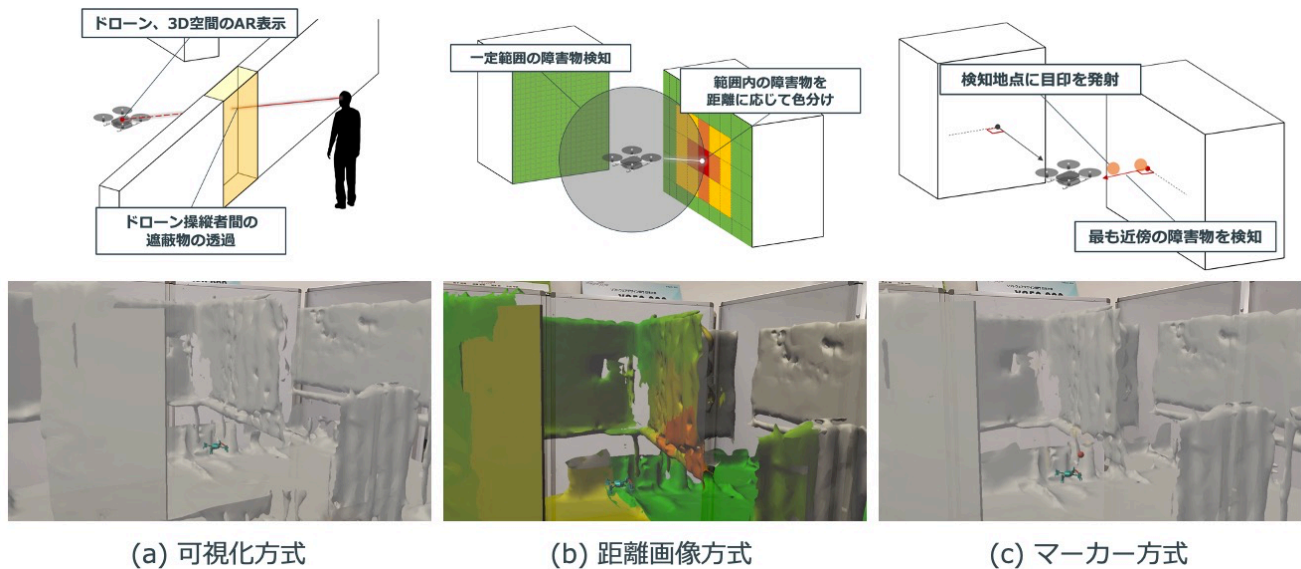 ドローン、3D空間のAR表示
ドローン操縦者間の
遮蔽物の透過
一定範囲の障害物検知
範囲内の障害物を
距離に応じて色分け
検知地点に目印を発射
最も近傍の障害物を検知
(a) 可視化方式
(b) 距離画像方式
(c) マーカー方式